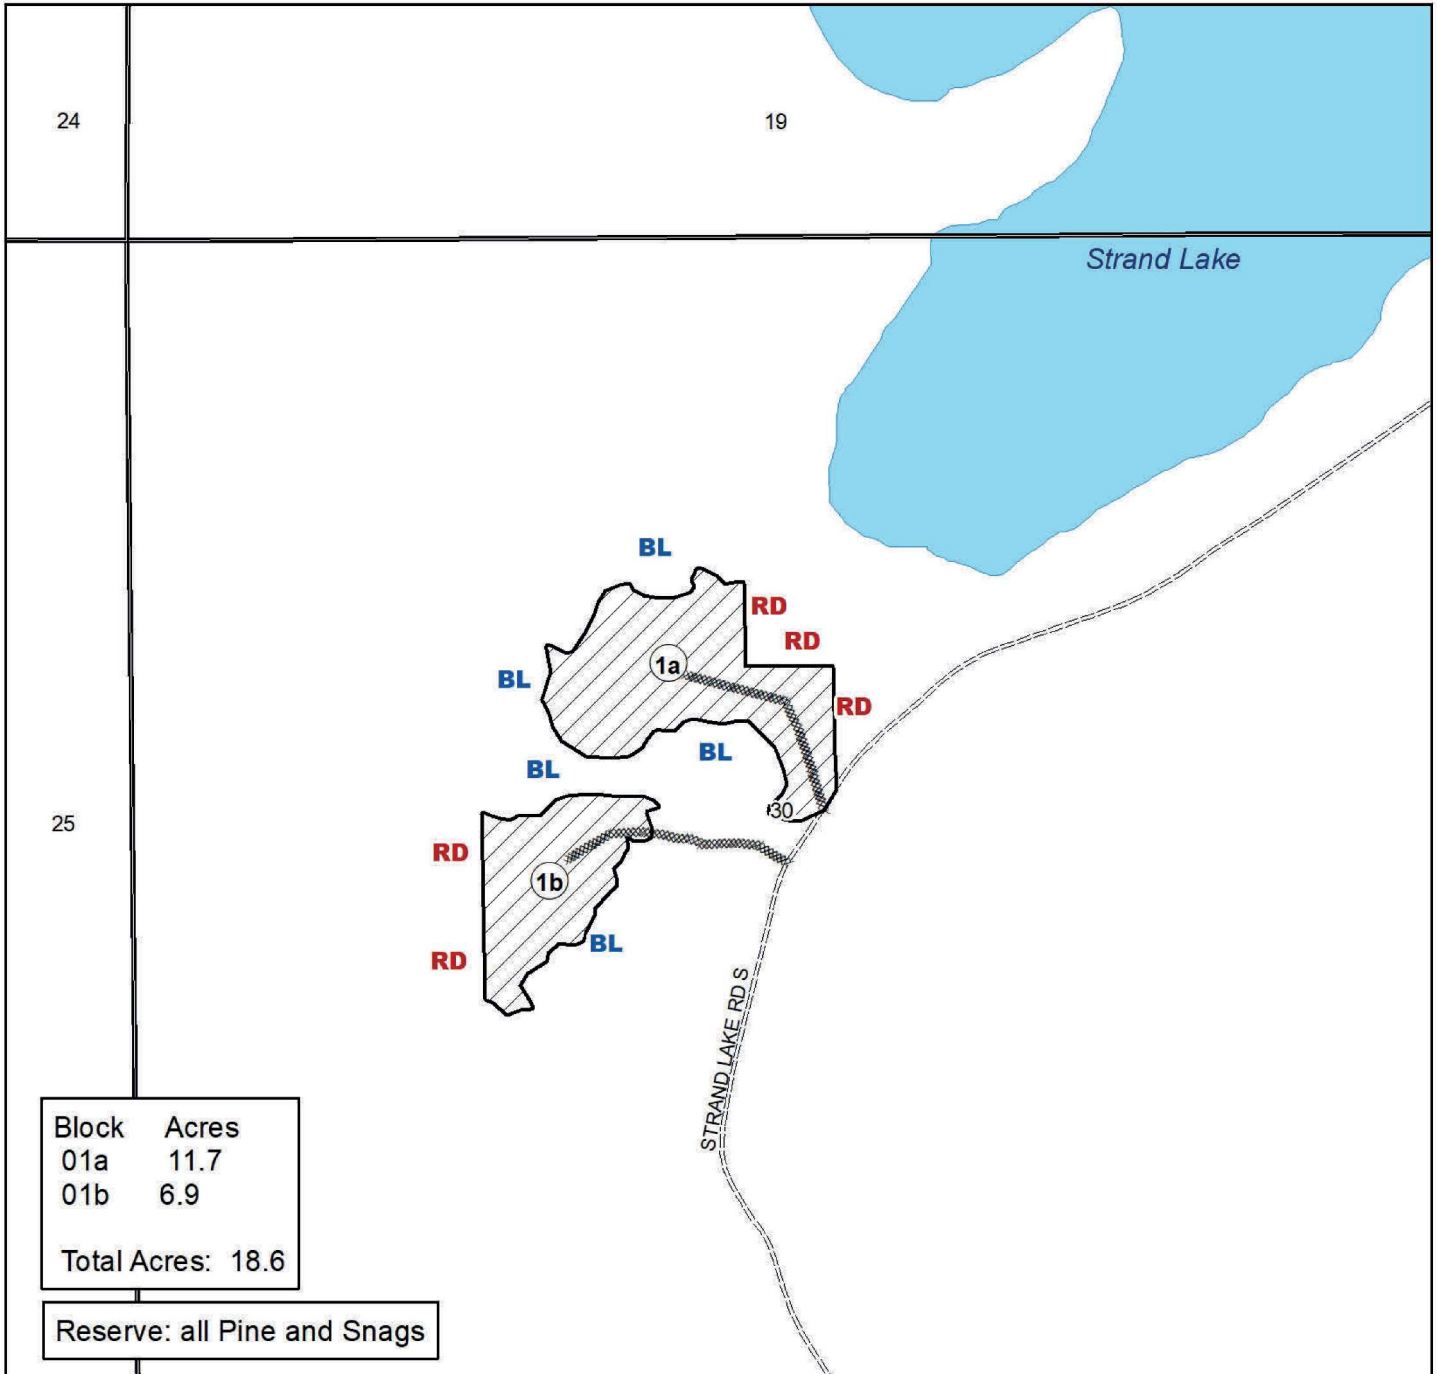 24
19
Strand Lake
BL
RD
RD
1a
BL
RD
BL
BL
30
25
RD
1b
BL
RD
STRAND LAKE RD S
Block Acres
01a 11.7
01b 6.9
Total Acres: 18.6
Reserve: all Pine and Snags